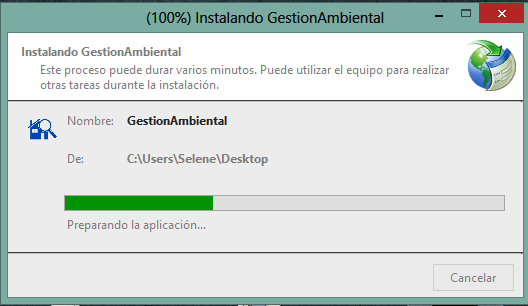 (100%) Instalando GestionAmbiental
Instalando GestionAmbiental
Este proceso puede durar varios minutos. Puede utilizar el equipo para realizar
otras tareas durante la instalación.
Nombre: GestionAmbiental
De: C:\Users\Selene\Desktop
Preparando la aplicación...
Cancelar